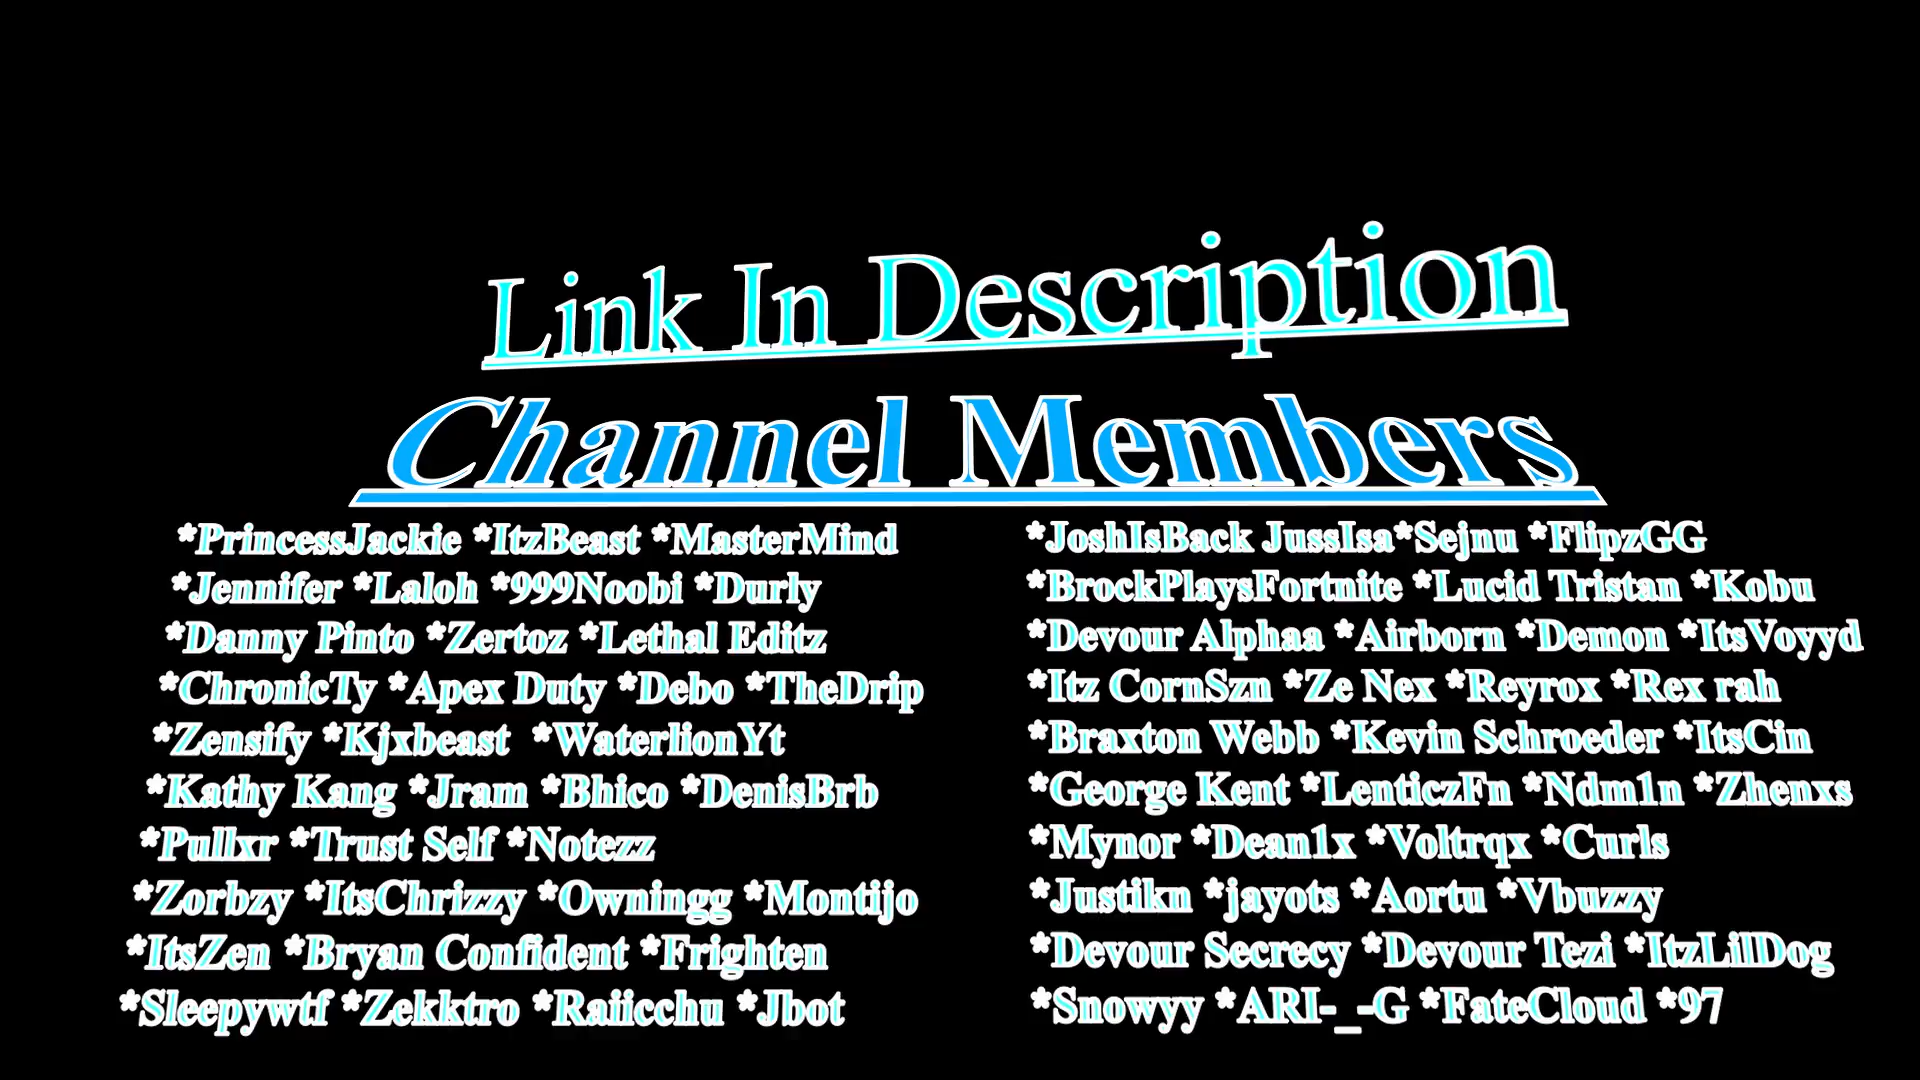 Link In Description
Channel Members
*PrincessJackie *ItzBeast *MasterMind
*Jennifer *Laloh *999Noobi *Durly
*Danny Pinto *Zertoz *Lethal Editz
*ChronicTy *Apex Duty *Debo *TheDrip
*Zensify *Kjxbeast  *WaterlionYt
*Kathy Kang *Jram *Bhico *DenisBrb
*Pullxr *Trust Self *Notezz
*Zorbzy *ItsChrizzy *Owningg *Montijo
*ItsZen *Bryan Confident *Frighten
*Sleepywtf *Zekktro *Raiicchu *Jbot
*JoshIsBack JussIsa*Sejnu *FlipzGG
*BrockPlaysFortnite *Lucid Tristan *Kobu
*Devour Alphaa *Airborn *Demon *ItsVoyyd
*Itz CornSzn *Ze Nex *Reyrox *Rex rah
*Braxton Webb *Kevin Schroeder *ItsCin
*George Kent *LenticzFn *Ndm1n *Zhenxs
*Mynor *Dean1x *Voltrqx *Curls
*Justikn *jayots *Aortu *Vbuzzy
*Devour Secrecy *Devour Tezi *ItzLilDog
*Snowyy *ARI-_-G *FateCloud *97